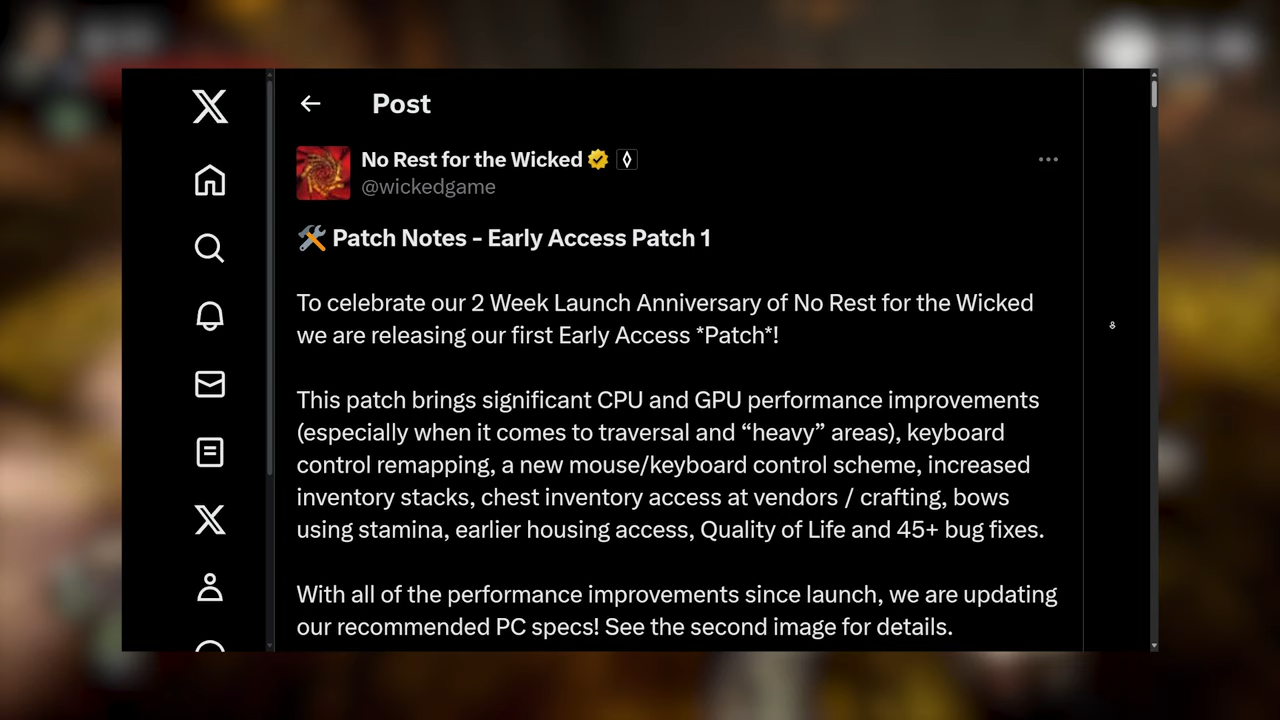 Post
No Rest for the Wicked
@wickedgame
Patch Notes - Early Access Patch 1
To celebrate our 2 Week Launch Anniversary of No Rest for the Wicked
we are releasing our first Early Access *Patch*!
This patch brings significant CPU and GPU performance improvements
(especially when it comes to traversal and “heavy” areas), keyboard
control remapping, a new mouse/keyboard control scheme, increased
inventory stacks, chest inventory access at vendors / crafting, bows
using stamina, earlier housing access, Quality of Life and 45+ bug fixes.
With all of the performance improvements since launch, we are updating
our recommended PC specs! See the second image for details.